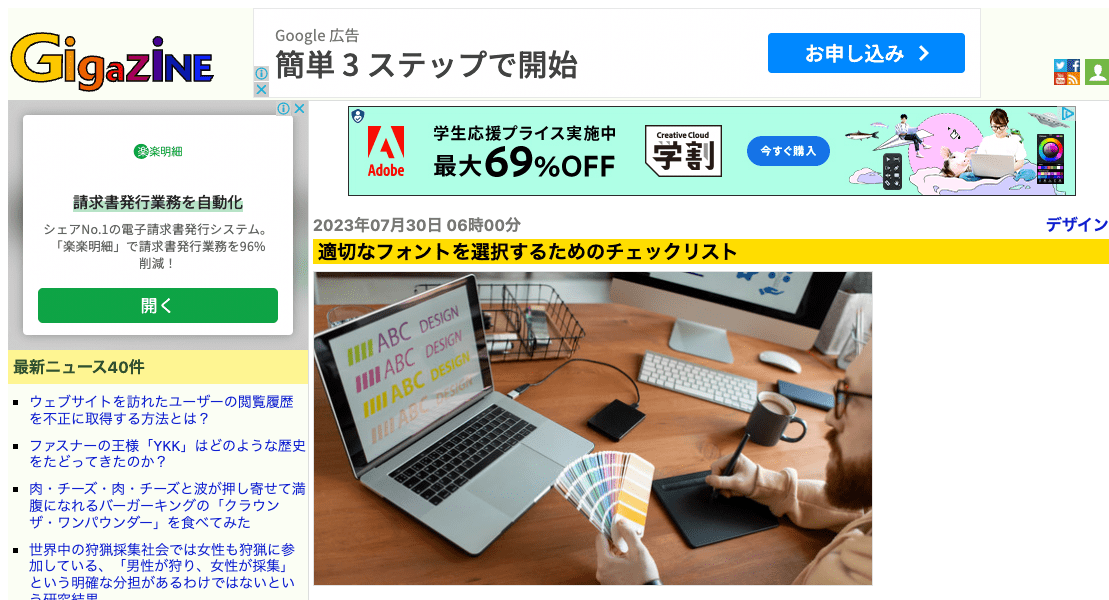 GIGAZINE
Google 広告
簡単 3 ステップで開始
お申し込み
楽楽明細
請求書発行業務を自動化
シェアNo.1の電子請求書発行システム。
「楽楽明細」で請求書発行業務を96%
削減！
開く
Adobe
学生応援プライス実施中
最大69%OFF
Creative Cloud
学割
今すぐ購入
2023年07月30日 06時00分
デザイン
適切なフォントを選択するためのチェックリスト
ABC DESIGN
ABC DESIGN
ABC DESIGN
ABC DESIGN
最新ニュース40件
ウェブサイトを訪れたユーザーの閲覧履歴
を不正に取得する方法とは？
ファスナーの王様「YKK」はどのような歴史
をたどってきたのか？
肉・チーズ・肉・チーズと波が押し寄せて満
腹になれるバーガーキングの「クラウン
ザ・ワンパウンダー」を食べてみた
世界中の狩猟採集社会では女性も狩猟に参
加している、「男性が狩り、女性が採集」
という明確な分担があるわけではないとい
う研究結果